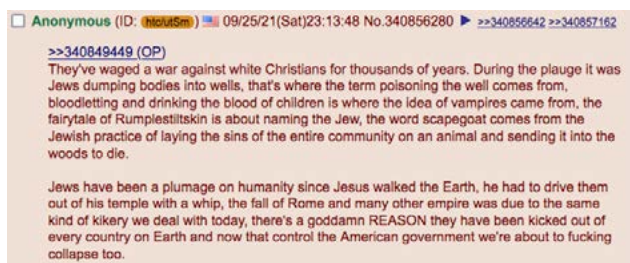 Anonymous (ID: htc/utSm) 09/25/21(Sat)23:13:48 No.340856280 ▶ >>340856642 >>340857162
>>340849449 (OP)
They've waged a war against white Christians for thousands of years. During the plauge it was
Jews dumping bodies into wells, that's where the term poisoning the well comes from,
bloodletting and drinking the blood of children is where the idea of vampires came from, the
fairytale of Rumplestiltskin is about naming the Jew, the word scapegoat comes from the
Jewish practice of laying the sins of the entire community on an animal and sending it into the
woods to die.
Jews have been a plumage on humanity since Jesus walked the Earth, he had to drive them
out of his temple with a whip, the fall of Rome and many other empire was due to the same
kind of kikery we deal with today, there's a goddamn REASON they have been kicked out of
every country on Earth and now that control the American government we're about to fucking
collapse too.